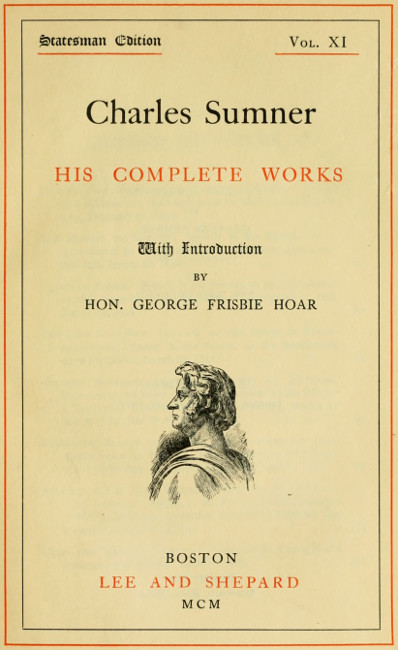 Statesman Edition Vol. XI
Charles Sumner
HIS COMPLETE WORKS
With Introduction
BY
HON. GEORGE FRISBIE HOAR
BOSTON
LEE AND SHEPARD
MCM